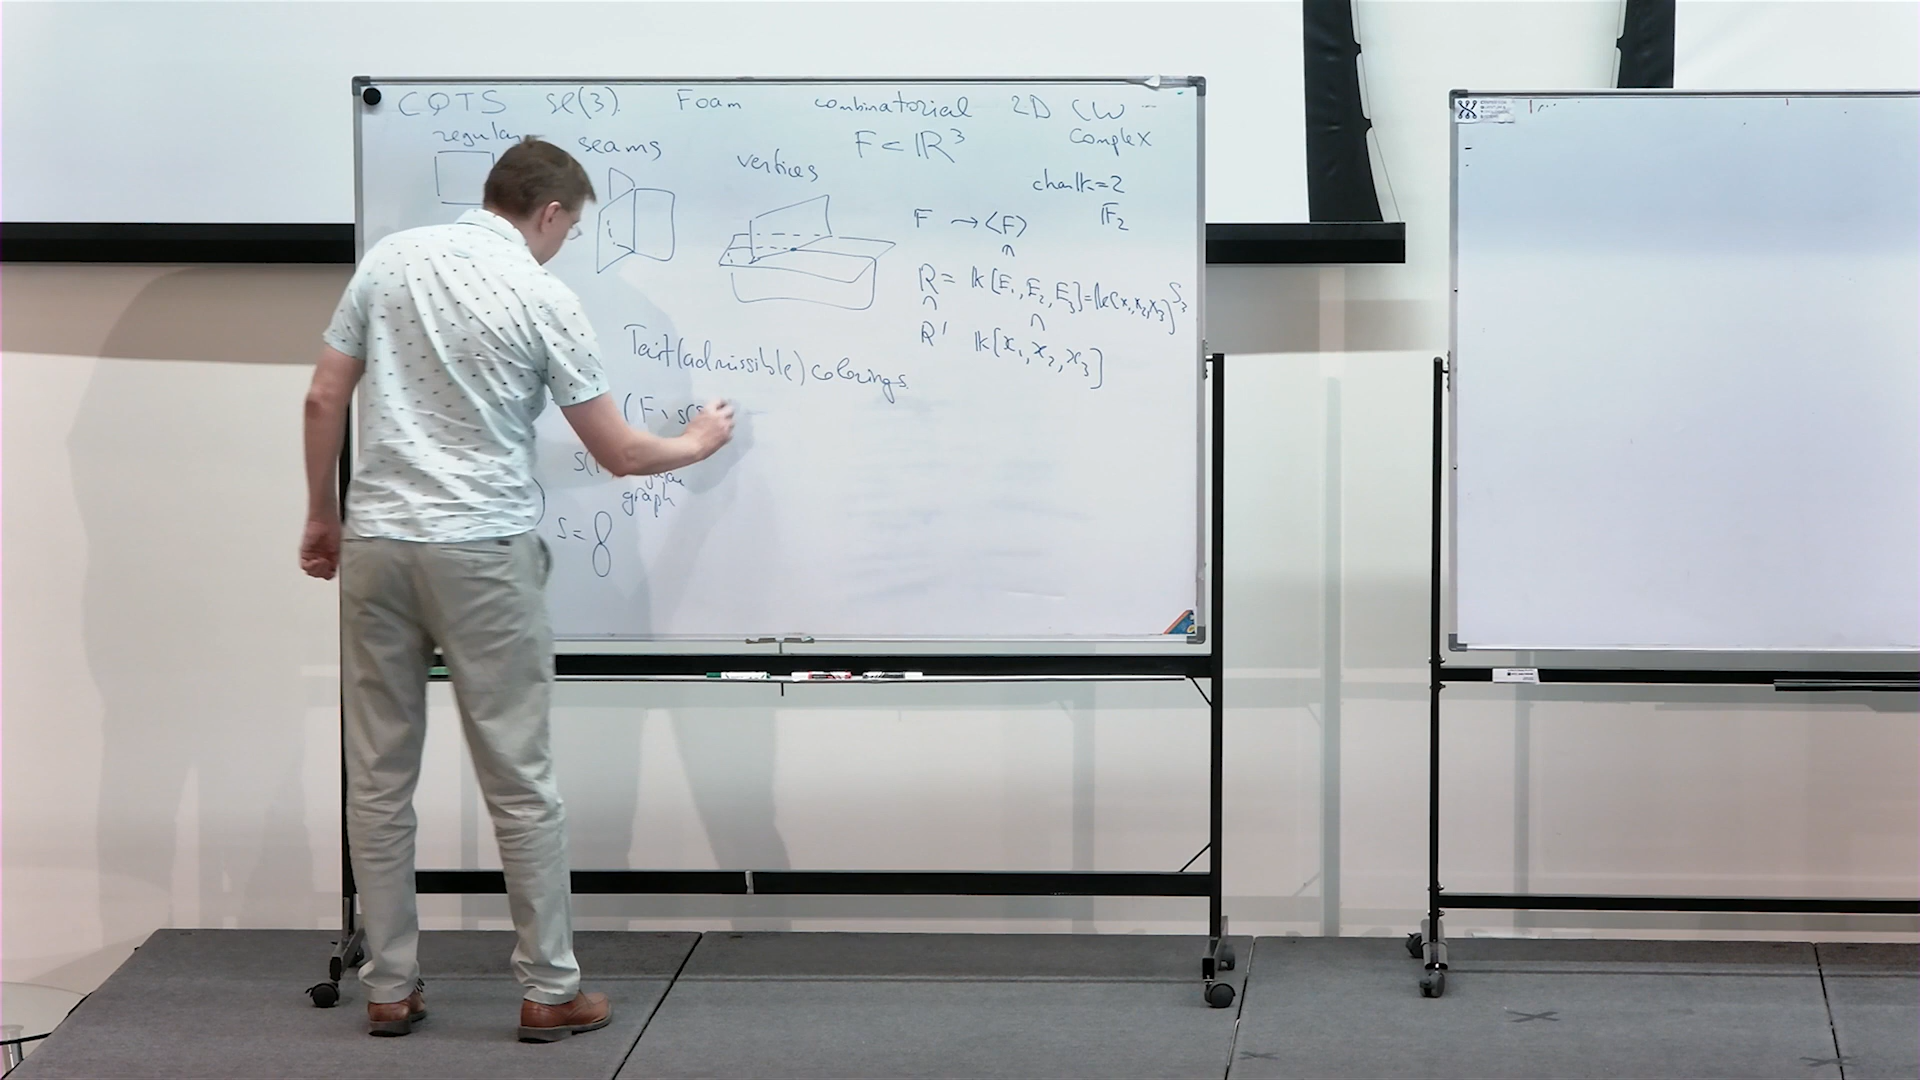 CQTS sl(3). Foam combinatorial 2D CW
complex
regular seams vertices F ⊂ ℝ³
char 𝕜=2
𝔽₂
F → ⟨F⟩
∩
R = 𝕜[E₁, E₂, E₃] = 𝕜[x₁,x₂,x₃]^S₃
∩ ∩
R' 𝕜[x₁, x₂, x₃]
Tait (admissible) colorings
(F, s(
S(
graph
S = 8